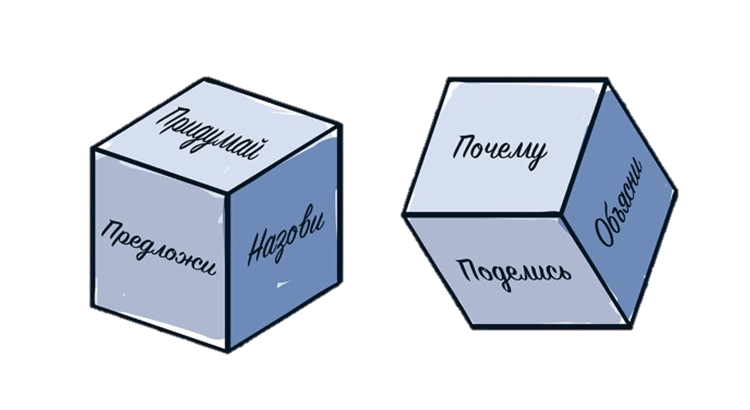 Придумай
Предложи
Назови
Почему
Объясни
Поделись